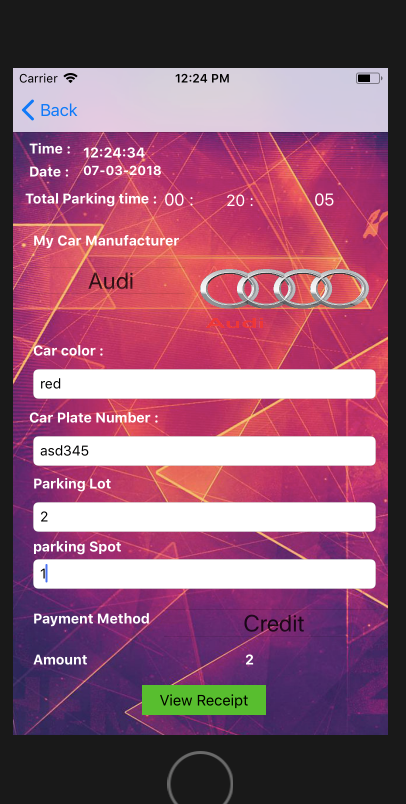 Carrier 12:24 PM
Back
Time : 12:24:34
Date : 07-03-2018
Total Parking time : 00 : 20 : 05
My Car Manufacturer
Audi
Audi
Car color :
red
Car Plate Number :
asd345
Parking Lot
2
parking Spot
1
Payment Method Credit
Amount 2
View Receipt